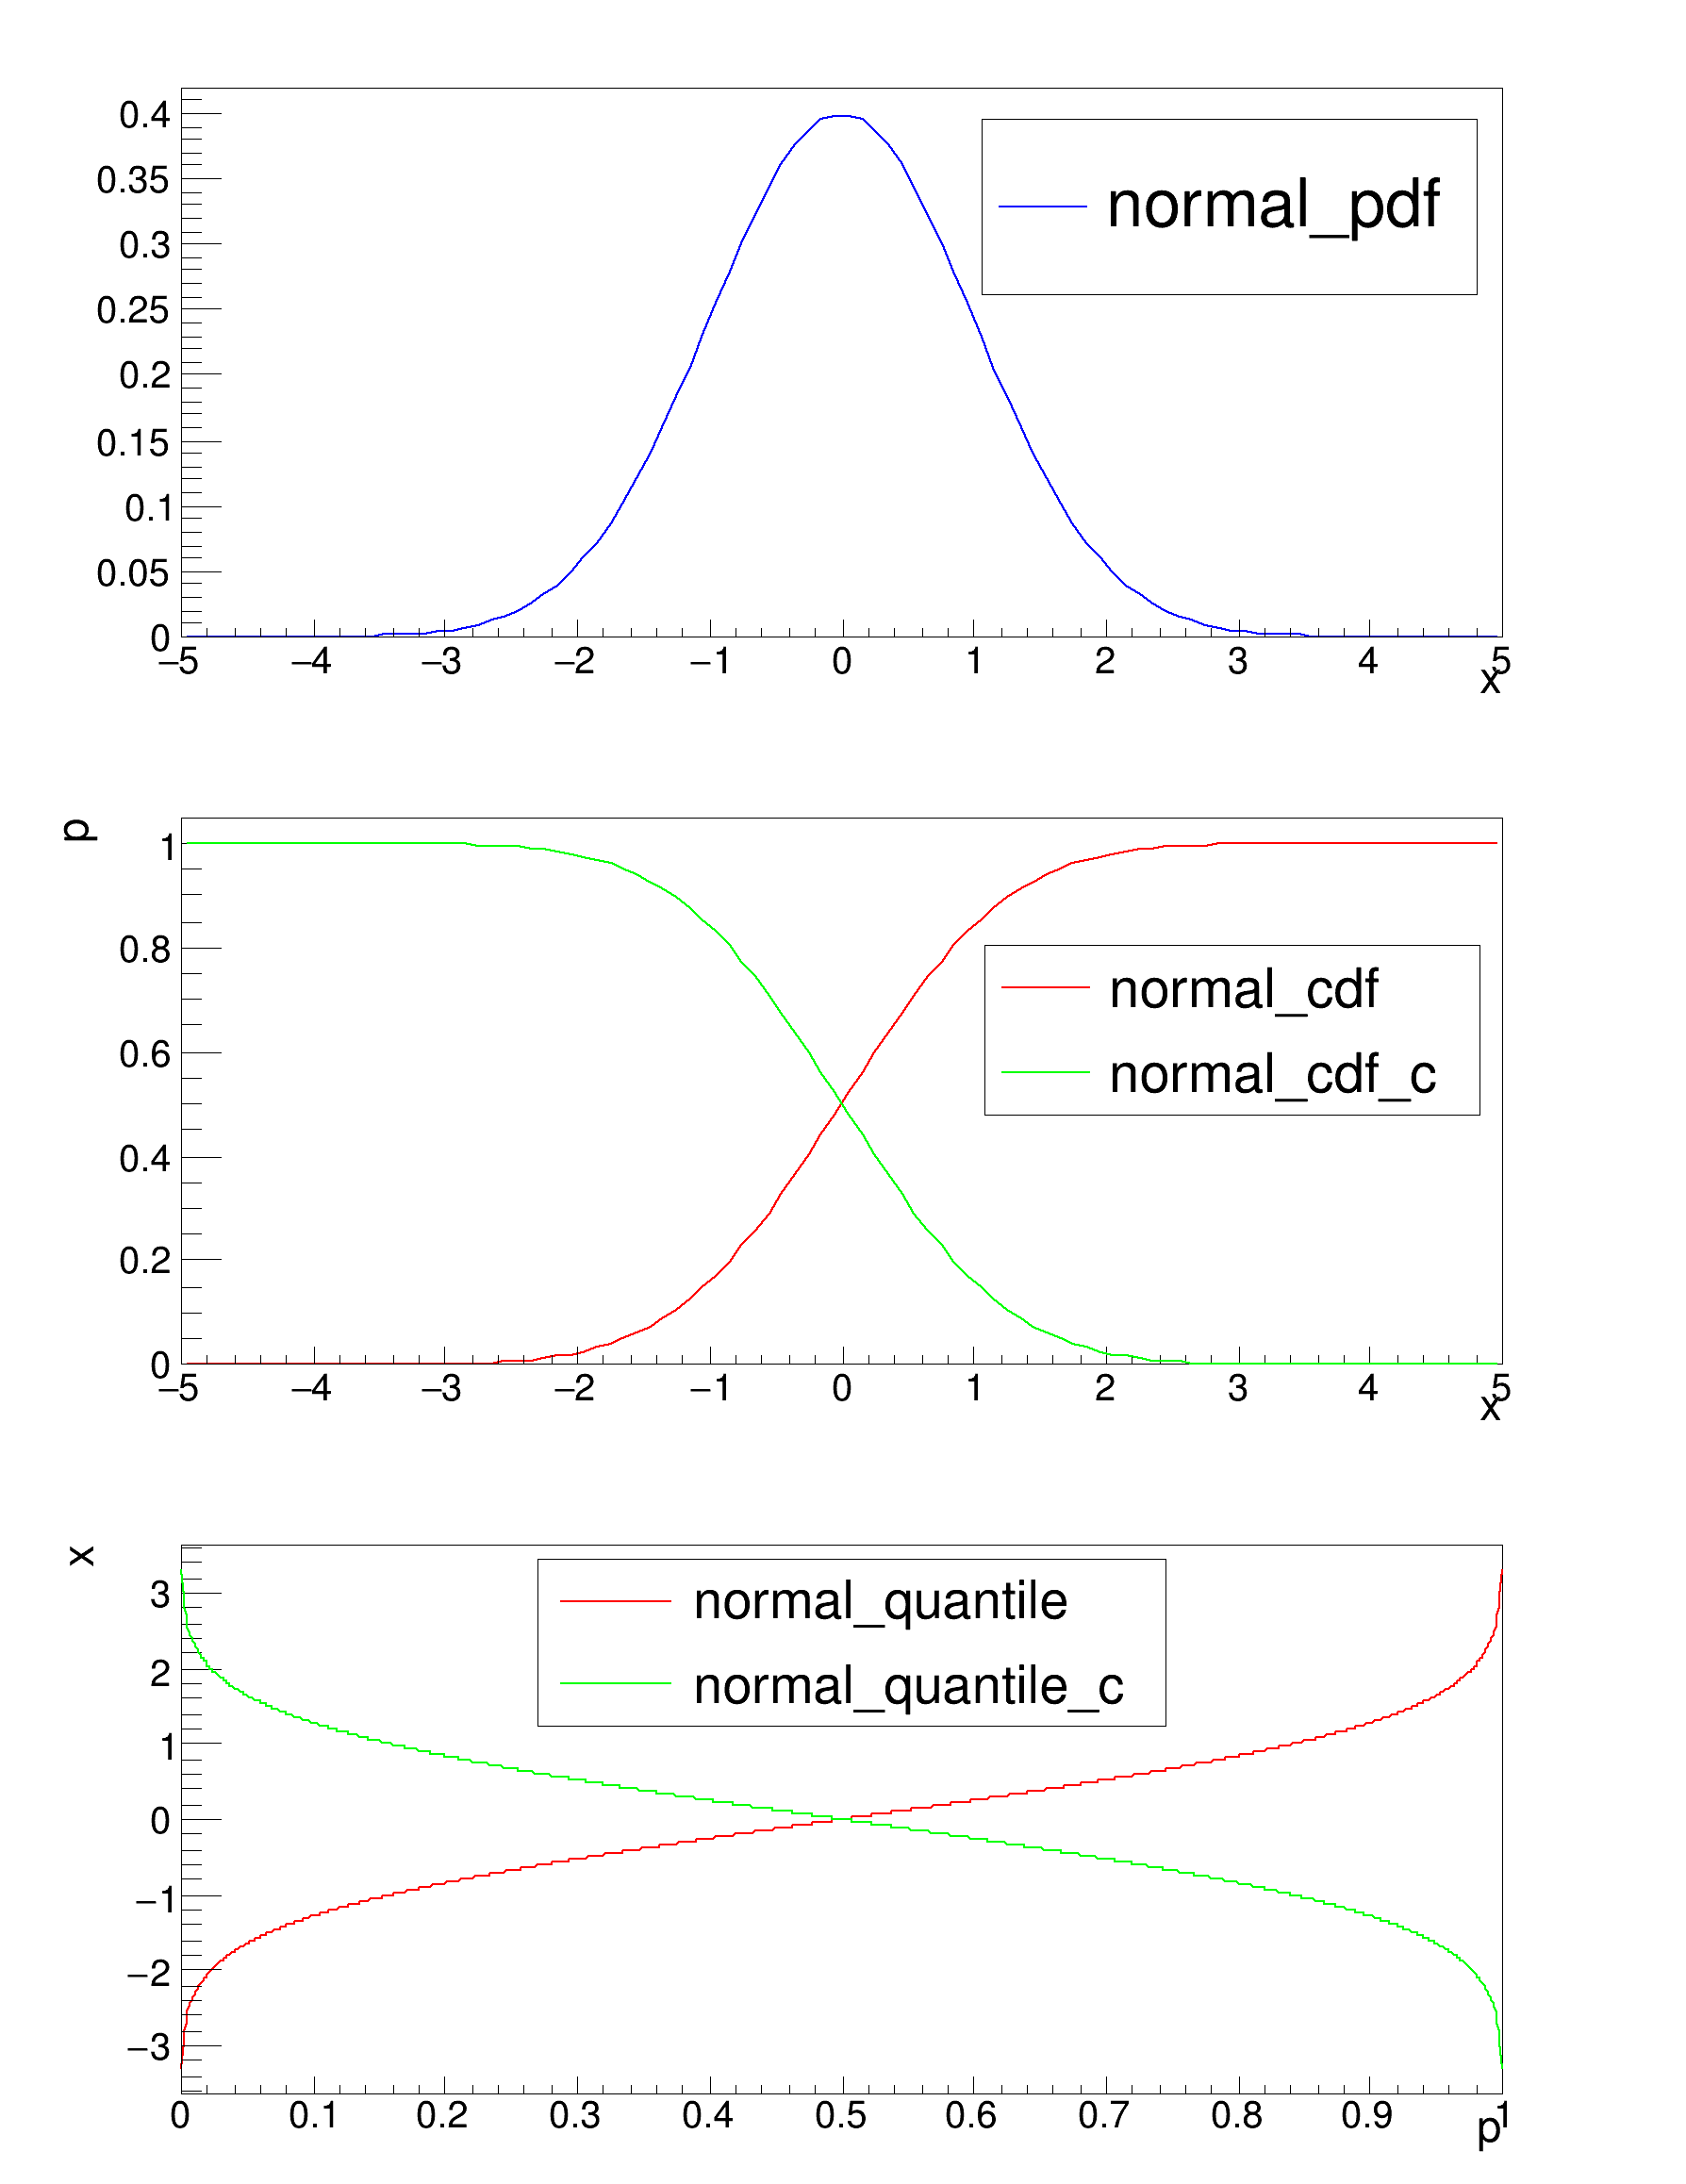 0.4
0.35
0.3
0.25
0.2
0.15
0.1
0.05
0
−5 −4 −3 −2 −1 0 1 2 3 4 5
x
normal_pdf
p
1
0.8
0.6
0.4
0.2
0
−5 −4 −3 −2 −1 0 1 2 3 4 5
x
normal_cdf
normal_cdf_c
x
3
2
1
0
−1
−2
−3
0 0.1 0.2 0.3 0.4 0.5 0.6 0.7 0.8 0.9 1
p
normal_quantile
normal_quantile_c